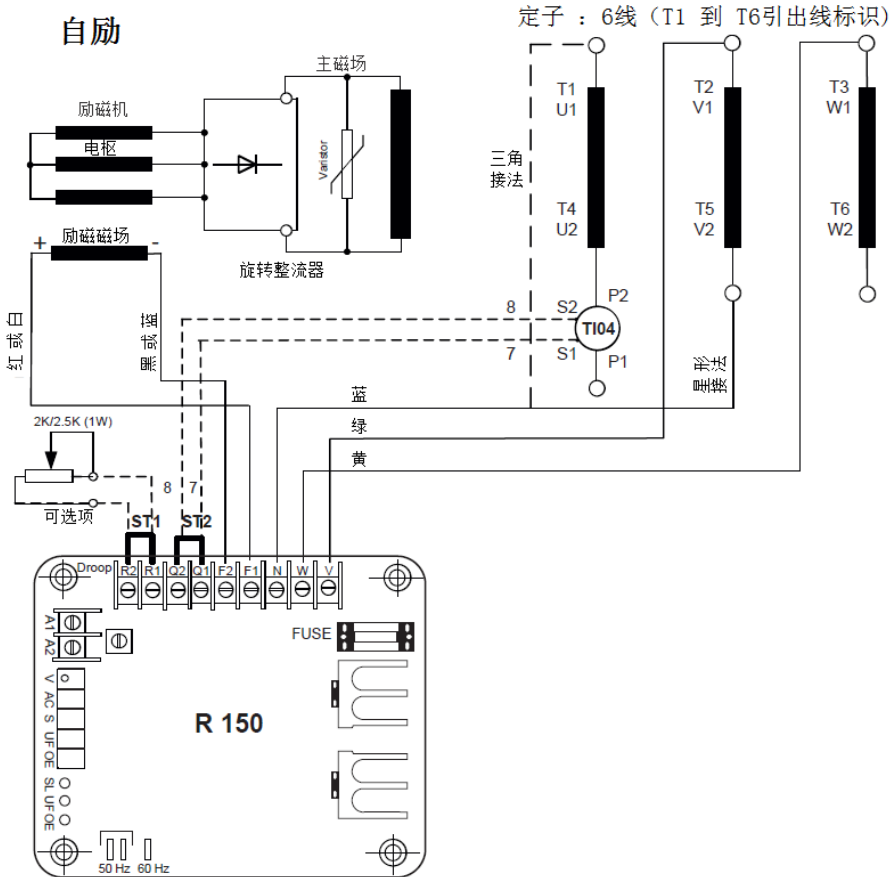 定子 ：6线（T1 到 T6引出线标识）
自励
主磁场
励磁机
电枢
Varistor
旋转整流器
励磁磁场
+
-
红或白
黑或蓝
三角
接法
T1
U1
T4
U2
T2
V1
T5
V2
T3
W1
T6
W2
8
S2
P2
TI04
7
S1
P1
星形
接法
蓝
绿
黄
2K/2.5K (1W)
可选项
8
7
ST1
ST2
Droop
R2
R1
Q2
Q1
F2
F1
N
W
V
A1
A2
FUSE
V
AC
S
UF
OE
R 150
SL
UF
OE
50 Hz
60 Hz